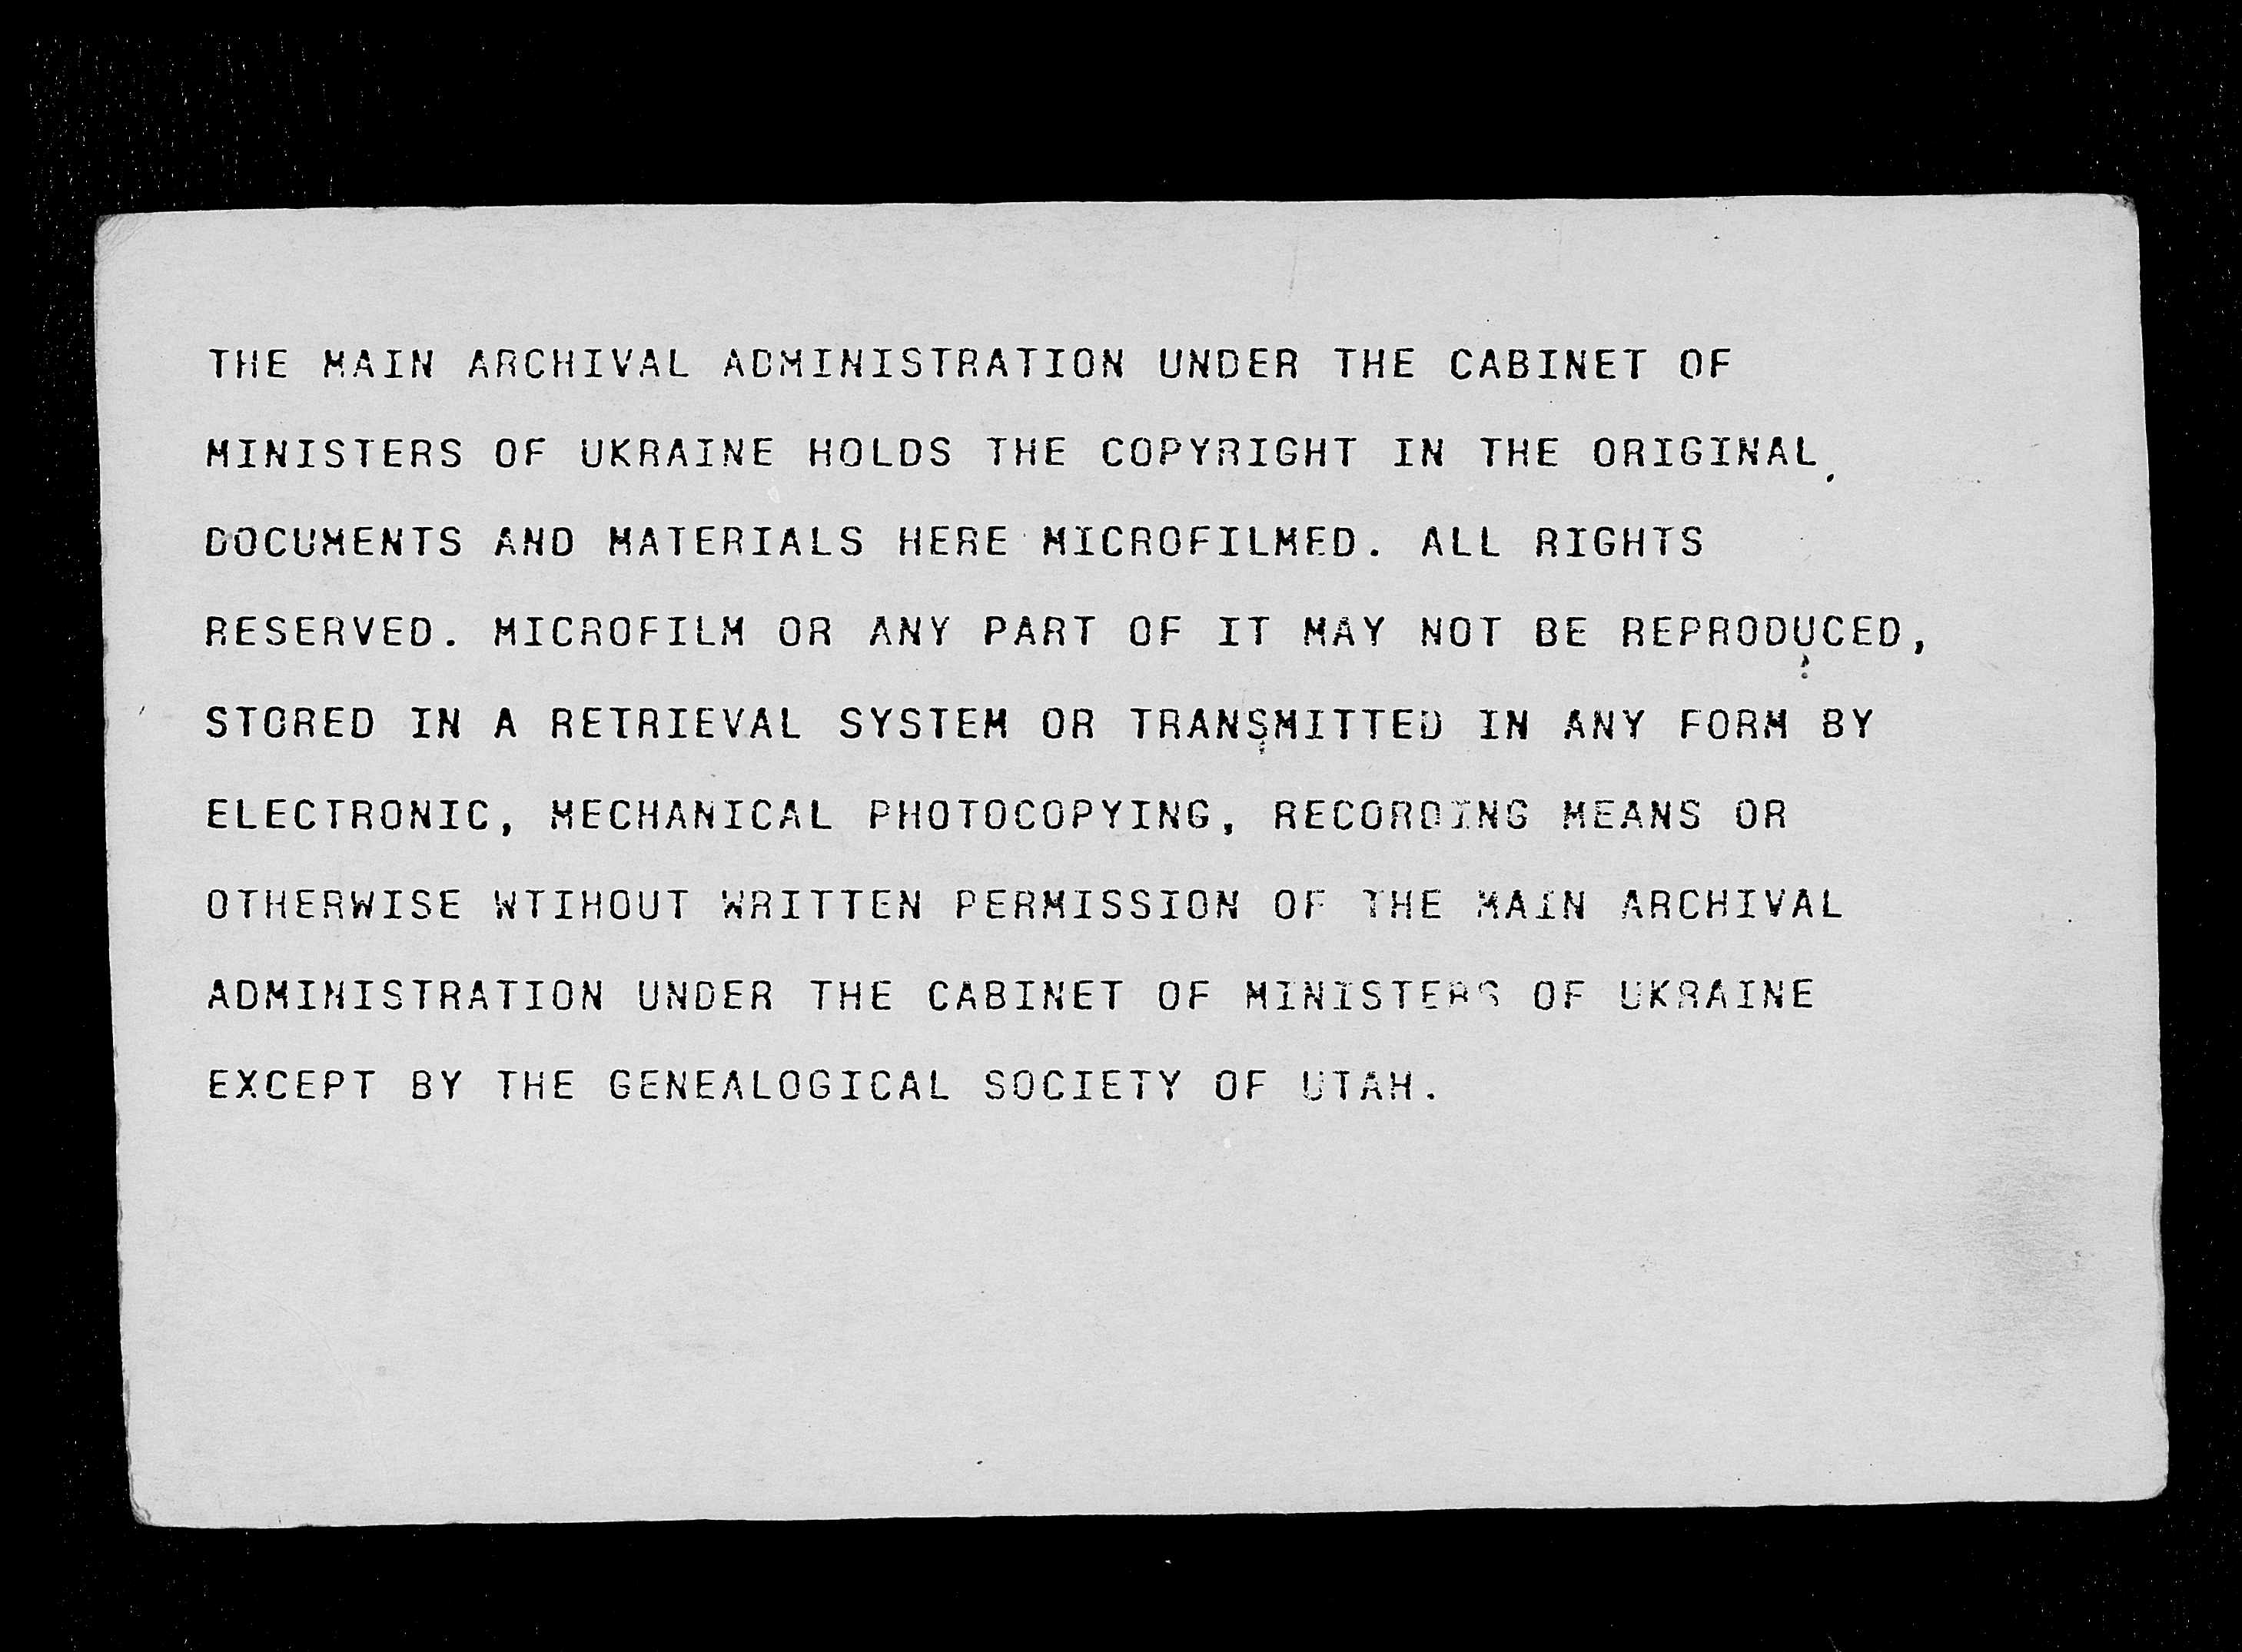 THE MAIN ARCHIVAL ADMINISTRATION UNDER THE CABINET OF
MINISTERS OF UKRAINE HOLDS THE COPYRIGHT IN THE ORIGINAL
DOCUMENTS AND MATERIALS HERE MICROFILMED. ALL RIGHTS
RESERVED. MICROFILM OR ANY PART OF IT MAY NOT BE REPRODUCED,
STORED IN A RETRIEVAL SYSTEM OR TRANSMITTED IN ANY FORM BY
ELECTRONIC, MECHANICAL PHOTOCOPYING, RECORDING MEANS OR
OTHERWISE WTIHOUT WRITTEN PERMISSION OF THE MAIN ARCHIVAL
ADMINISTRATION UNDER THE CABINET OF MINISTERS OF UKRAINE
EXCEPT BY THE GENEALOGICAL SOCIETY OF UTAH.